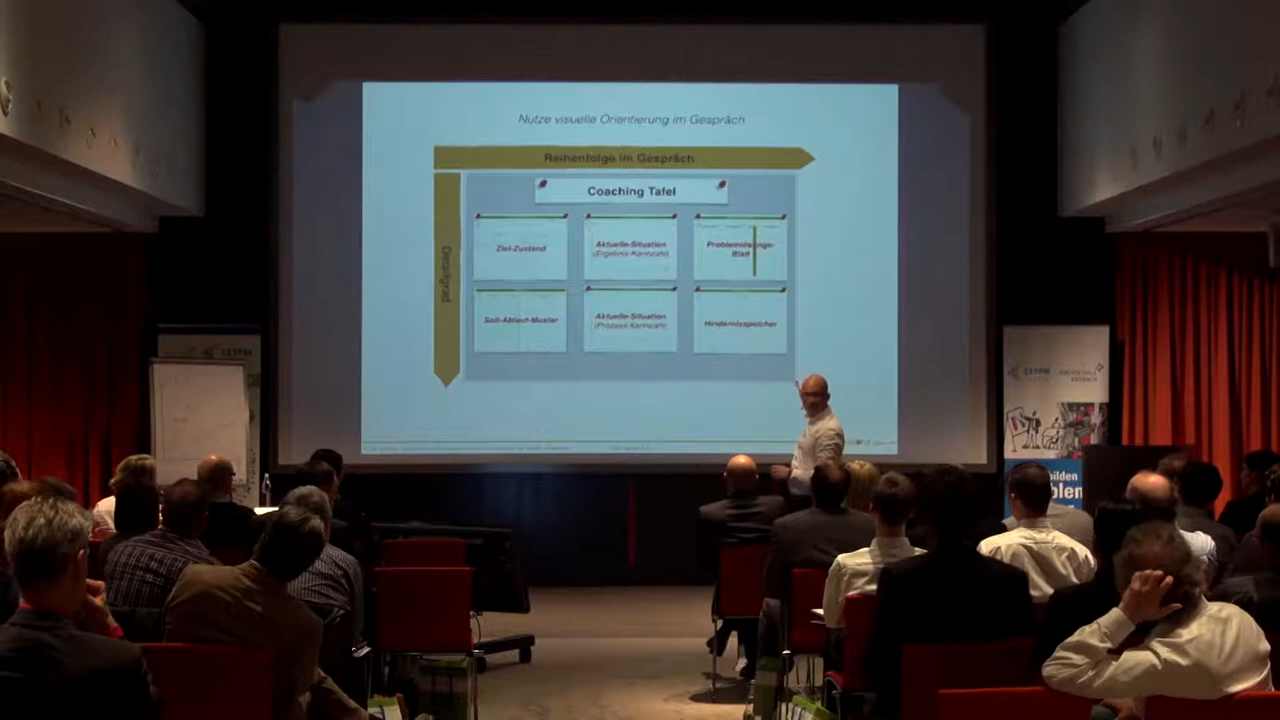 Nutze visuelle Orientierung im Gespräch
Reihenfolge im Gespräch
Detailgrad
Coaching Tafel
Ziel-Zustand
Aktuelle-Situation
(Ergebnis-Kennzahl)
Problemlösungs-
Blatt
Soll-Ablauf-Muster
Aktuelle-Situation
(Prozess-Kennzahl)
Hindernisspeicher